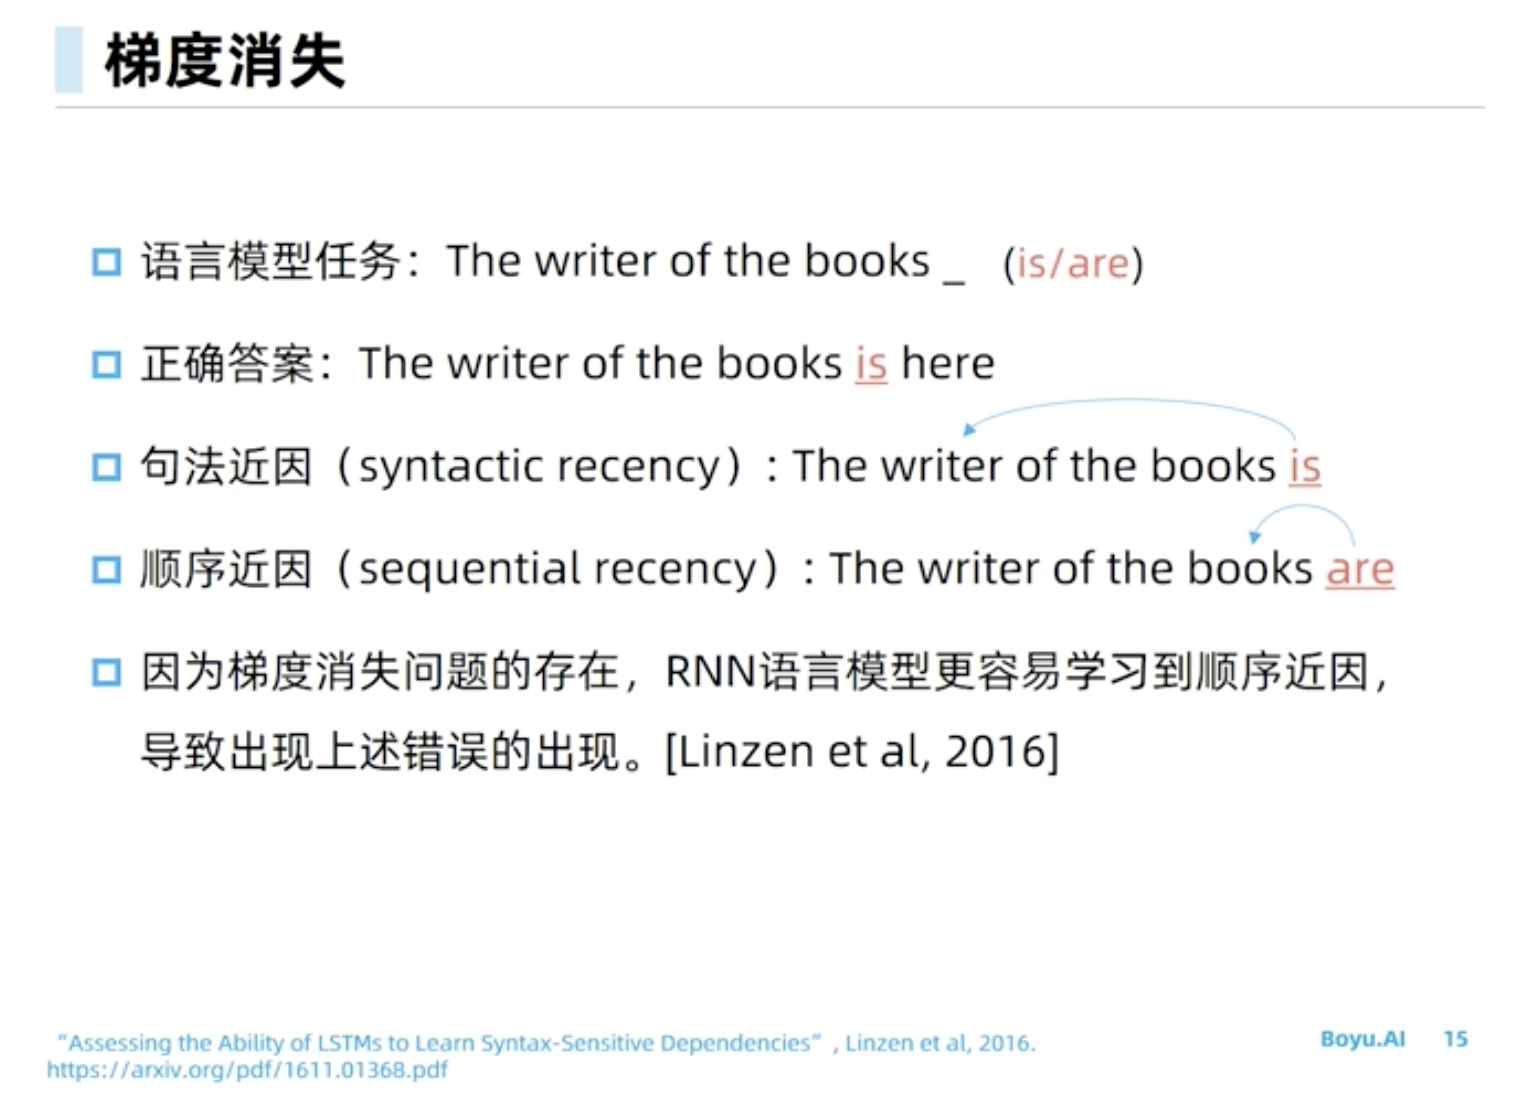 梯度消失
语言模型任务：The writer of the books _ (is/are)
正确答案：The writer of the books is here
句法近因（syntactic recency）: The writer of the books is
顺序近因（sequential recency）: The writer of the books are
因为梯度消失问题的存在，RNN语言模型更容易学习到顺序近因，
导致出现上述错误的出现。[Linzen et al, 2016]
“Assessing the Ability of LSTMs to Learn Syntax-Sensitive Dependencies”, Linzen et al, 2016.
https://arxiv.org/pdf/1611.01368.pdf
Boyu.AI 15